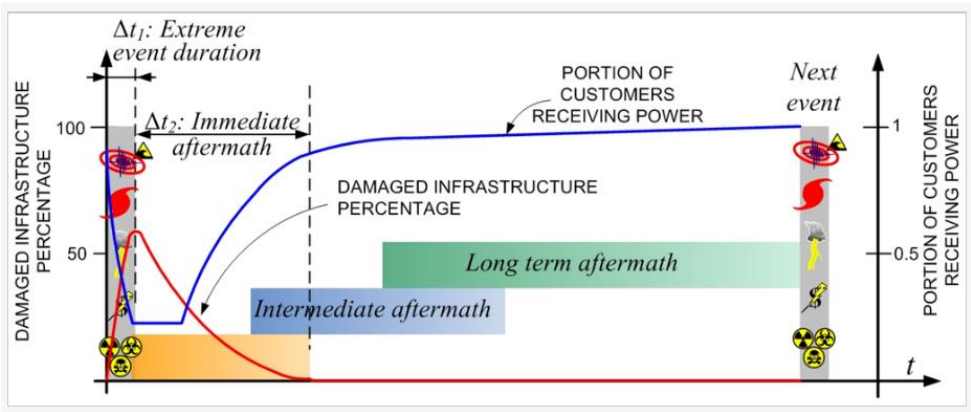 Δt₁: Extreme
event duration
DAMAGED INFRASTRUCTURE
PERCENTAGE
100
50
Δt₂: Immediate
aftermath
PORTION OF
CUSTOMERS
RECEIVING POWER
DAMAGED INFRASTRUCTURE
PERCENTAGE
Long term aftermath
Intermediate aftermath
Next
event
1
0.5
PORTION OF CUSTOMERS
RECEIVING POWER
t